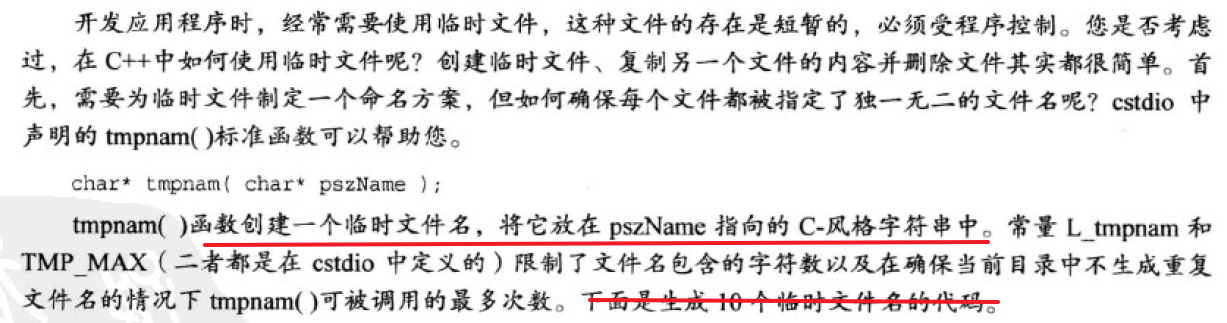 开发应用程序时，经常需要使用临时文件，这种文件的存在是短暂的，必须受程序控制。您是否考虑
过，在 C++中如何使用临时文件呢？创建临时文件、复制另一个文件的内容并删除文件其实都很简单。首
先，需要为临时文件制定一个命名方案，但如何确保每个文件都被指定了独一无二的文件名呢？cstdio 中
声明的 tmpnam( )标准函数可以帮助您。
char* tmpnam( char* pszName );
tmpnam( )函数创建一个临时文件名，将它放在 pszName 指向的 C-风格字符串中。常量 L_tmpnam 和
TMP_MAX（二者都是在 cstdio 中定义的）限制了文件名包含的字符数以及在确保当前目录中不生成重复
文件名的情况下 tmpnam()可被调用的最多次数。下面是生成 10 个临时文件名的代码。